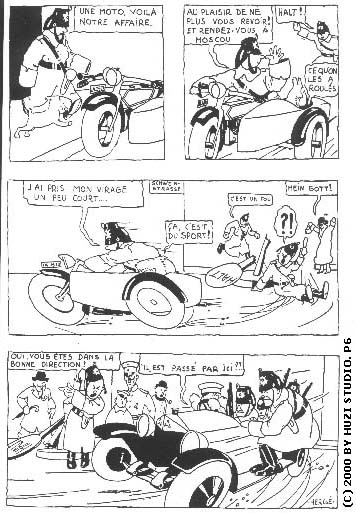 UNE MOTO, VOILÀ
NOTRE AFFAIRE.
AU PLAISIR DE NE
PLUS VOUS REVOIR!
ET RENDEZ-VOUS À
MOSCOU
HALT!
CE QU'ON
LES A
ROULÉS.
J'AI PRIS MON VIRAGE
UN PEU COURT....
SCHWEIN-
STRASSE
ÇA, C'EST
DU SPORT!
C'EST UN FOU
?!
MEIN GOTT!
OUI, VOUS ÊTES DANS LA
BONNE DIRECTION!
IL EST PASSÉ PAR ICI?!
HERGÉ
(C) 2000 BY HUZI STUDIO. P6